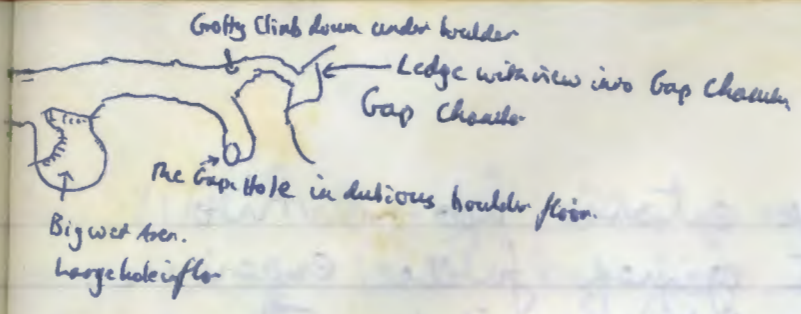 Grotty Climb down under boulder
Ledge with view into Gap Chamber
Gap Chamber
The Gap. Hole in dubious boulder floor.
Big wet Area.
Large hole in floor